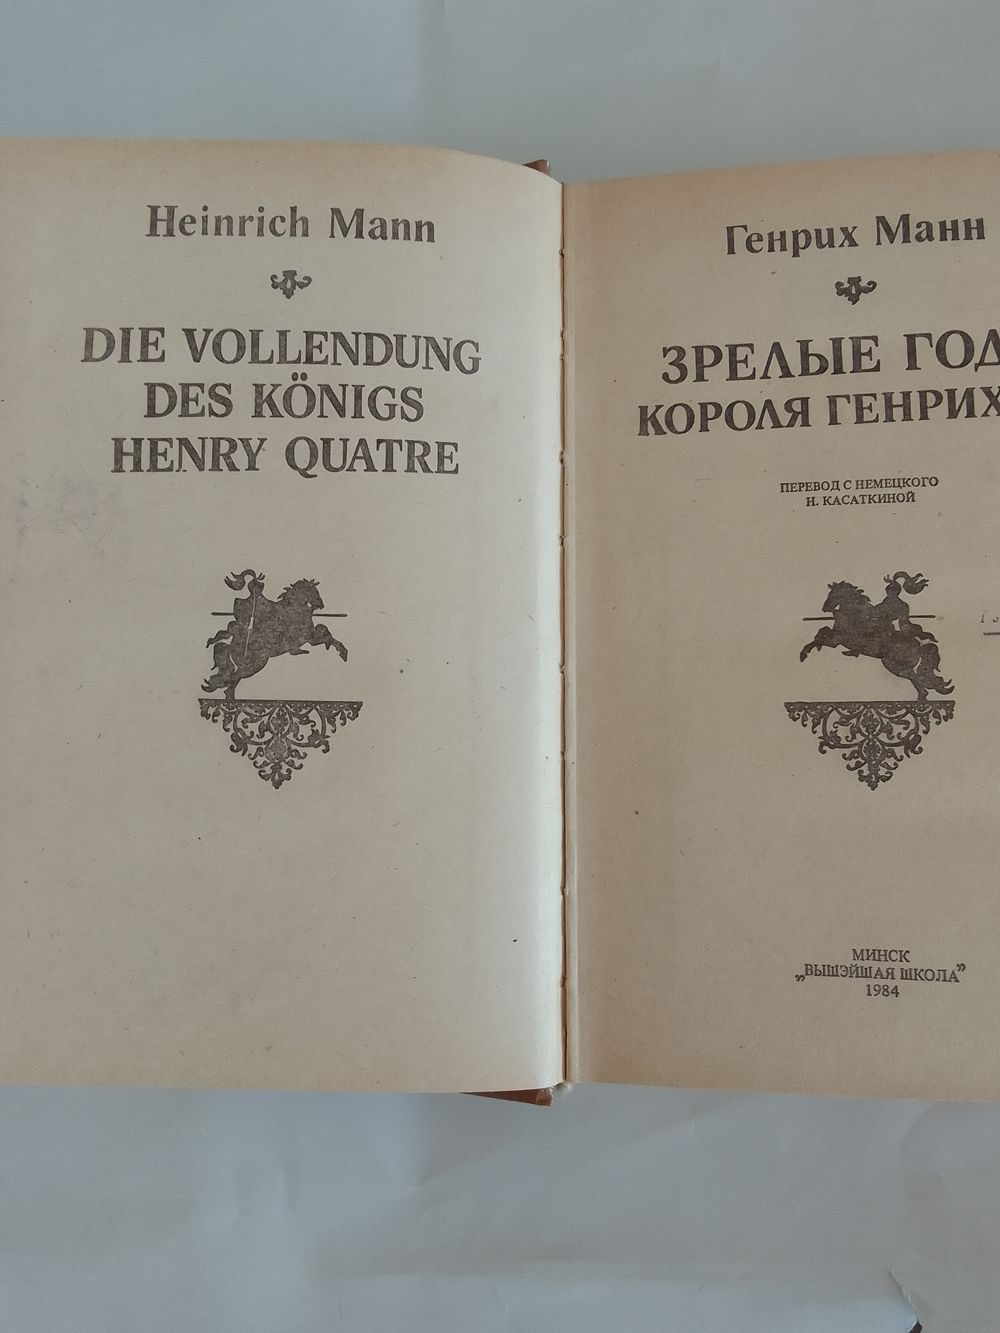 Heinrich Mann
DIE VOLLENDUNG
DES KÖNIGS
HENRY QUATRE
Генрих Манн
ЗРЕЛЫЕ ГОД
КОРОЛЯ ГЕНРИХ
ПЕРЕВОД С НЕМЕЦКОГО
Н. КАСАТКИНОЙ
МИНСК
„ВЫШЭЙШАЯ ШКОЛА”
1984